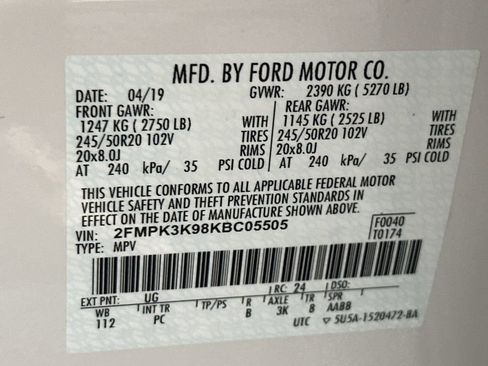 MFD. BY FORD MOTOR CO.
DATE: 04/19 GVWR: 2390 KG ( 5270 LB)
FRONT GAWR: REAR GAWR:
1247 KG ( 2750 LB) WITH 1145 KG ( 2525 LB) WITH
245/50R20 102V TIRES 245/50R20 102V TIRES
20x8.0J RIMS 20x8.0J RIMS
AT 240 kPa/ 35 PSI COLD AT 240 kPa/ 35 PSI COLD
THIS VEHICLE CONFORMS TO ALL APPLICABLE FEDERAL MOTOR
VEHICLE SAFETY AND THEFT PREVENTION STANDARDS IN
EFFECT ON THE DATE OF MANUFACTURE SHOWN ABOVE.
VIN: 2FMPK3K98KBC05505 F0040
TYPE: MPV T0174
EXT PNT: UG RC: 24 DSO:
WB INT TR TP/PS R AXLE TR SPR
112 PC B 3K 8 AABB
UTC ▽ 5U5A-1520472-BA